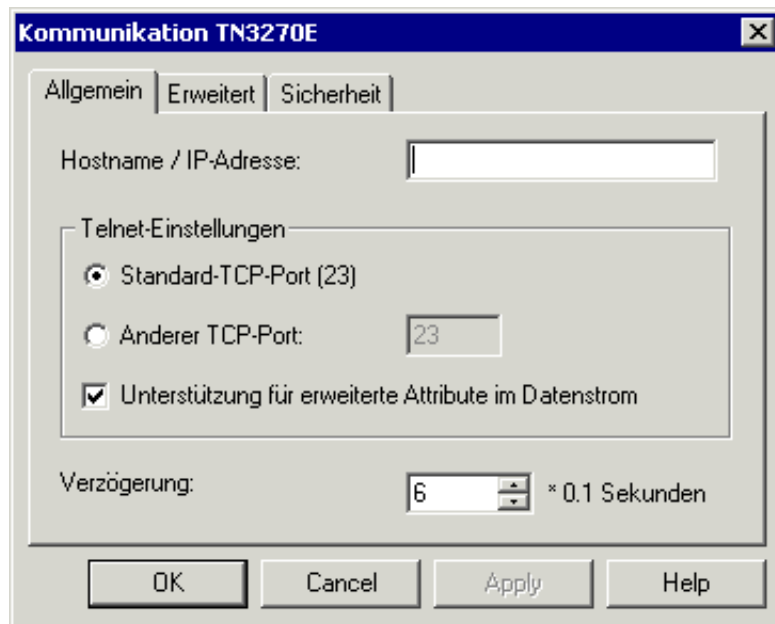 Kommunikation TN3270E
Allgemein Erweitert Sicherheit
Hostname / IP-Adresse:
Telnet-Einstellungen
Standard-TCP-Port (23)
Anderer TCP-Port: 23
Unterstützung für erweiterte Attribute im Datenstrom
Verzögerung: 6 * 0.1 Sekunden
OK Cancel Apply Help